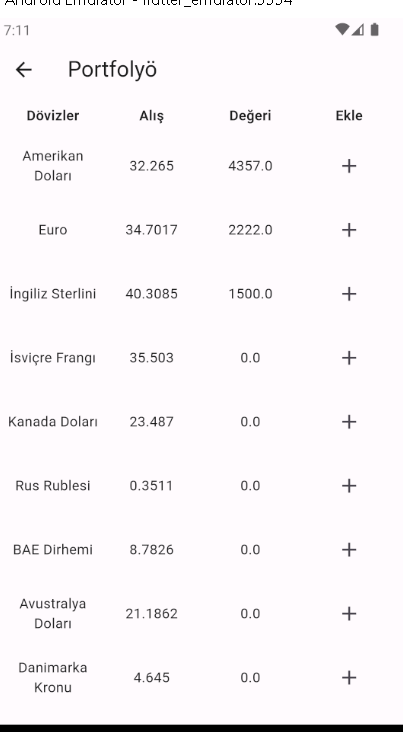 Android Emulator - flutter_emulator:5554
7:11
Portfolyö
Dövizler Alış Değeri Ekle
Amerikan
Doları 32.265 4357.0 +
Euro 34.7017 2222.0 +
İngiliz Sterlini 40.3085 1500.0 +
İsviçre Frangı 35.503 0.0 +
Kanada Doları 23.487 0.0 +
Rus Rublesi 0.3511 0.0 +
BAE Dirhemi 8.7826 0.0 +
Avustralya
Doları 21.1862 0.0 +
Danimarka
Kronu 4.645 0.0 +